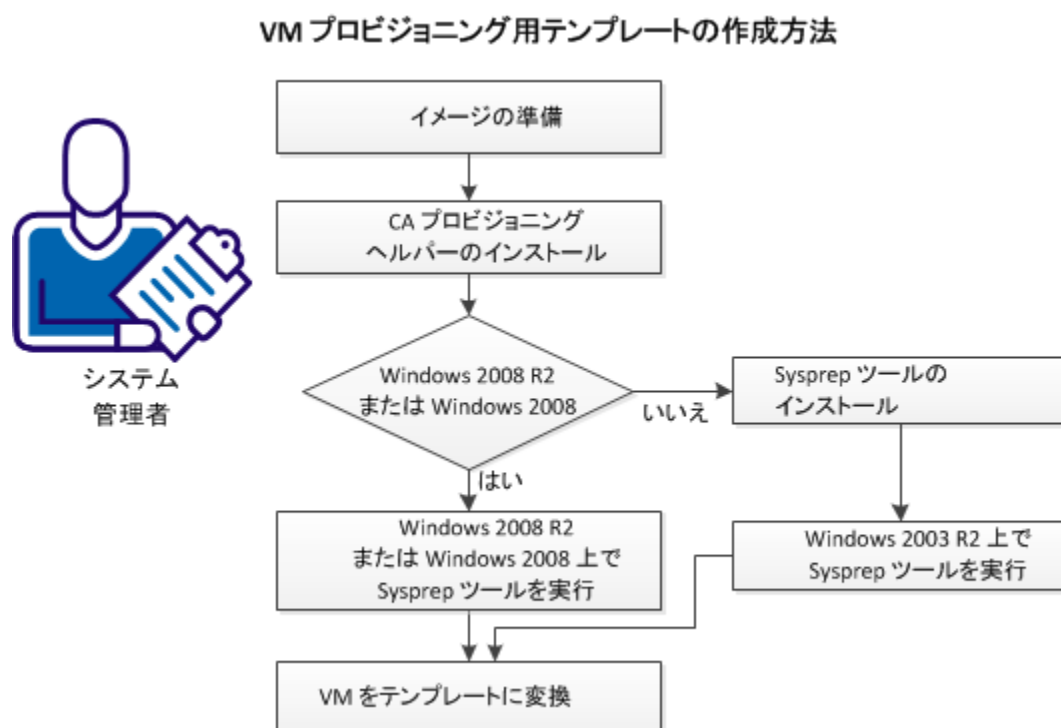 VM プロビジョニング用テンプレートの作成方法
イメージの準備
CA プロビジョニング
ヘルパーのインストール
システム
管理者
Windows 2008 R2
または Windows 2008
いいえ
Sysprep ツールの
インストール
はい
Windows 2008 R2
または Windows 2008 上で
Sysprep ツールを実行
Windows 2003 R2 上で
Sysprep ツールを実行
VM をテンプレートに変換